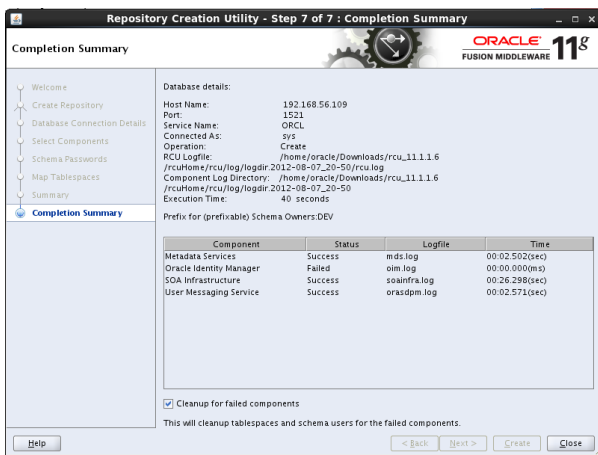 Repository Creation Utility - Step 7 of 7 : Completion Summary
Completion Summary
ORACLE
FUSION MIDDLEWARE 11g
Welcome
Create Repository
Database Connection Details
Select Components
Schema Passwords
Map Tablespaces
Summary
Completion Summary
Database details:
Host Name: 192.168.56.109
Port: 1521
Service Name: ORCL
Connected As: sys
Operation: Create
RCU Logfile: /home/oracle/Downloads/rcu_11.1.1.6
/rcuHome/rcu/log/logdir.2012-08-07_20-50/rcu.log
Component Log Directory: /home/oracle/Downloads/rcu_11.1.1.6
/rcuHome/rcu/log/logdir.2012-08-07_20-50
Execution Time: 40 seconds
Prefix for (prefixable) Schema Owners:DEV
Component Status Logfile Time
Metadata Services Success mds.log 00:02.502(sec)
Oracle Identity Manager Failed oim.log 00:00.000(ms)
SOA Infrastructure Success soainfra.log 00:26.298(sec)
User Messaging Service Success orasdpm.log 00:02.571(sec)
Cleanup for failed components
This will cleanup tablespaces and schema users for the failed components.
Help < Back Next > Create Close